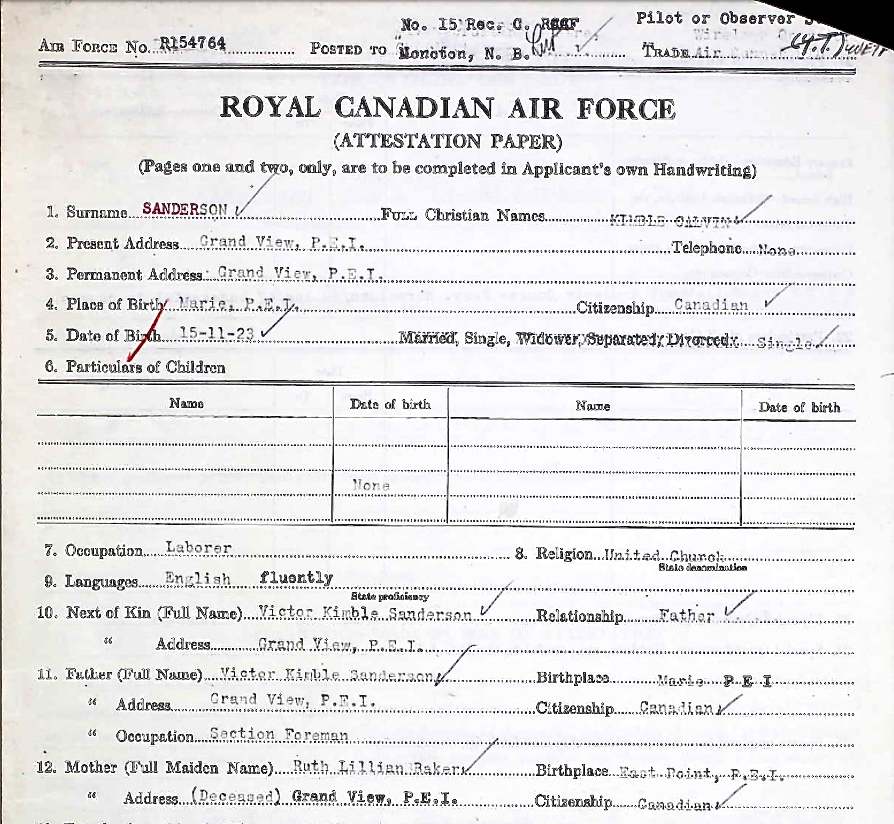 No. 15 Rec. C. RCAF Pilot or Observer
AIR FORCE NO. R154764 POSTED TO Moncton, N. B. TRADE Air
ROYAL CANADIAN AIR FORCE
(ATTESTATION PAPER)
(Pages one and two, only, are to be completed in Applicant's own Handwriting)
1. Surname SANDERSON FULL Christian Names KIMBLE CALVIN
2. Present Address Grand View, P.E.I. Telephone None
3. Permanent Address Grand View, P.E.I.
4. Place of Birth Marie, P.E.I. Citizenship Canadian
5. Date of Birth 15-11-23 Married, Single, Widower, Separated, Divorced. Single
6. Particulars of Children
Name Date of birth Name Date of birth
None
7. Occupation Laborer 8. Religion United Church
State denomination
9. Languages English fluently
State proficiency
10. Next of Kin (Full Name) Victor Kimble Sanderson Relationship Father
" Address Grand View, P.E.I.
11. Father (Full Name) Victor Kimble Sanderson Birthplace Marie P E I
" Address Grand View, P.E.I. Citizenship Canadian
" Occupation Section Foreman
12. Mother (Full Maiden Name) Ruth Lillian Baker Birthplace East Point, P.E.I.
" Address (Deceased) Grand View, P.E.I. Citizenship Canadian